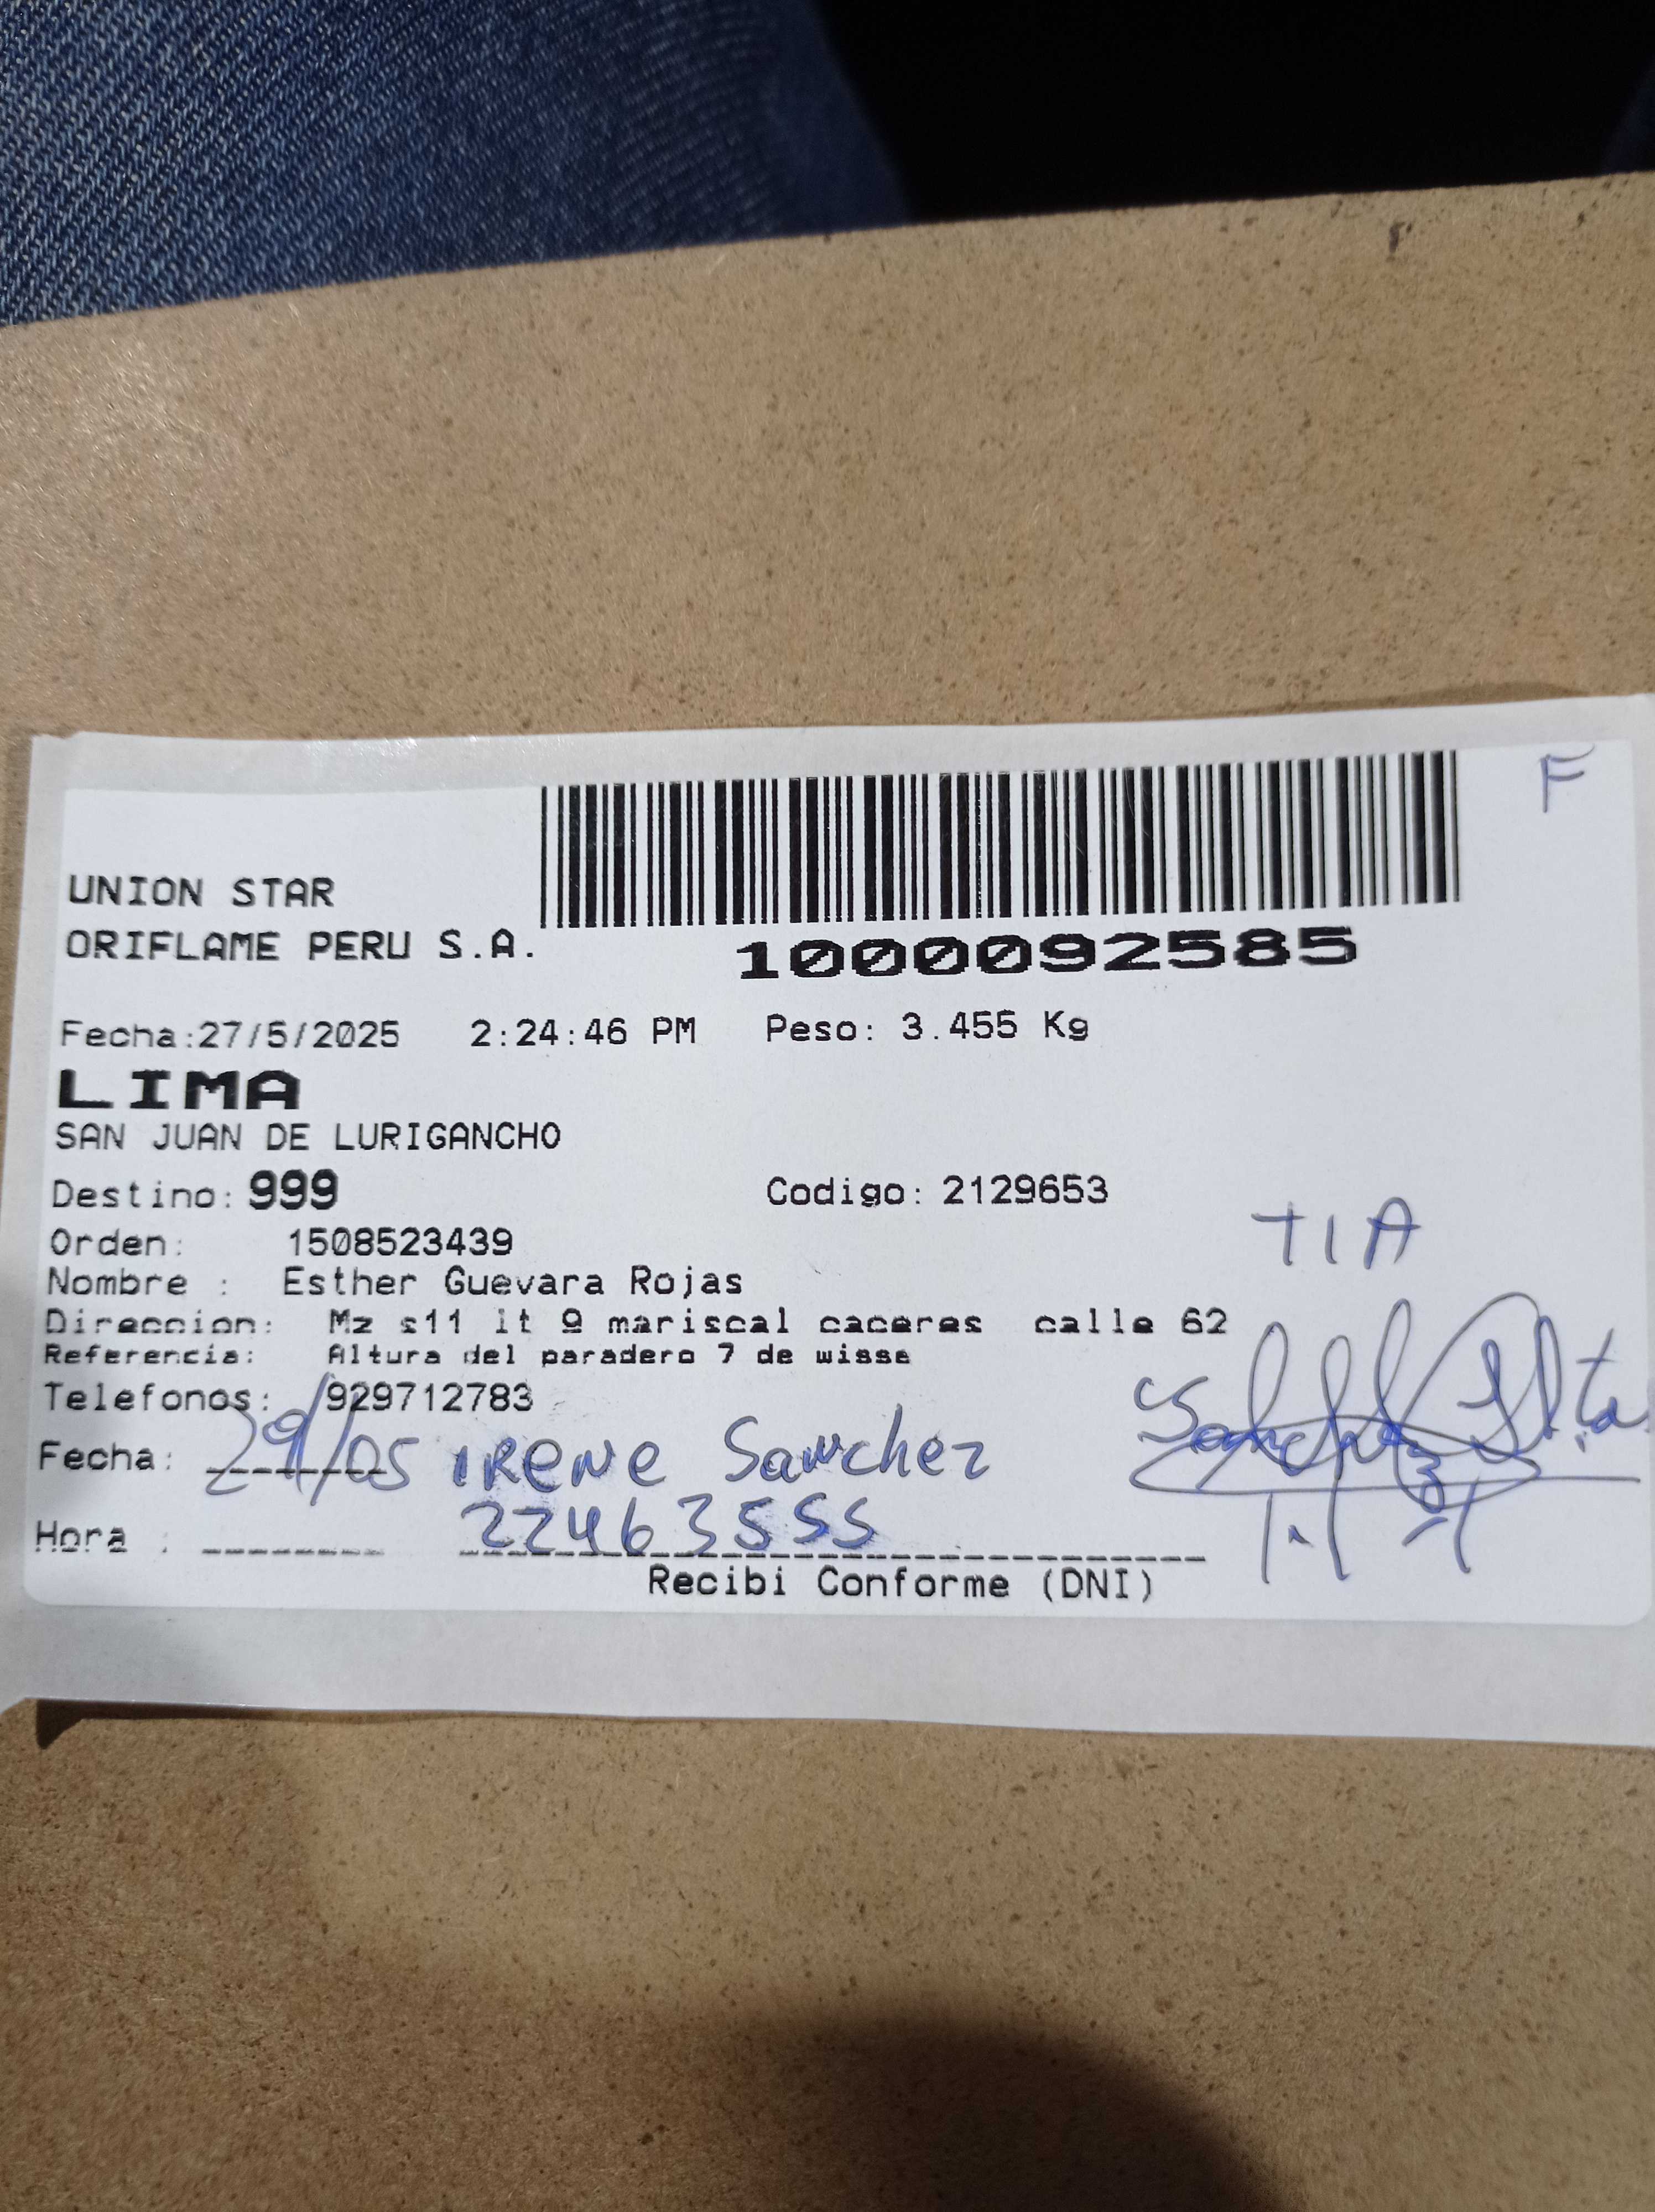 F
UNION STAR
ORIFLAME PERU S.A.
1000092585
Fecha:27/5/2025 2:24:46 PM Peso: 3.455 Kg
LIMA
SAN JUAN DE LURIGANCHO
Destino: 999 Codigo: 2129653
TIA
Orden: 1508523439
Nombre : Esther Guevara Rojas
Direccion: Mz s11 lt 9 mariscal caceres calle 62
Referencia: Altura del paradero 7 de wisse
Telefonos: 929712783
Fecha: 29/05 IRENE Sanchez
Hora : 22463555
Recibi Conforme (DNI)